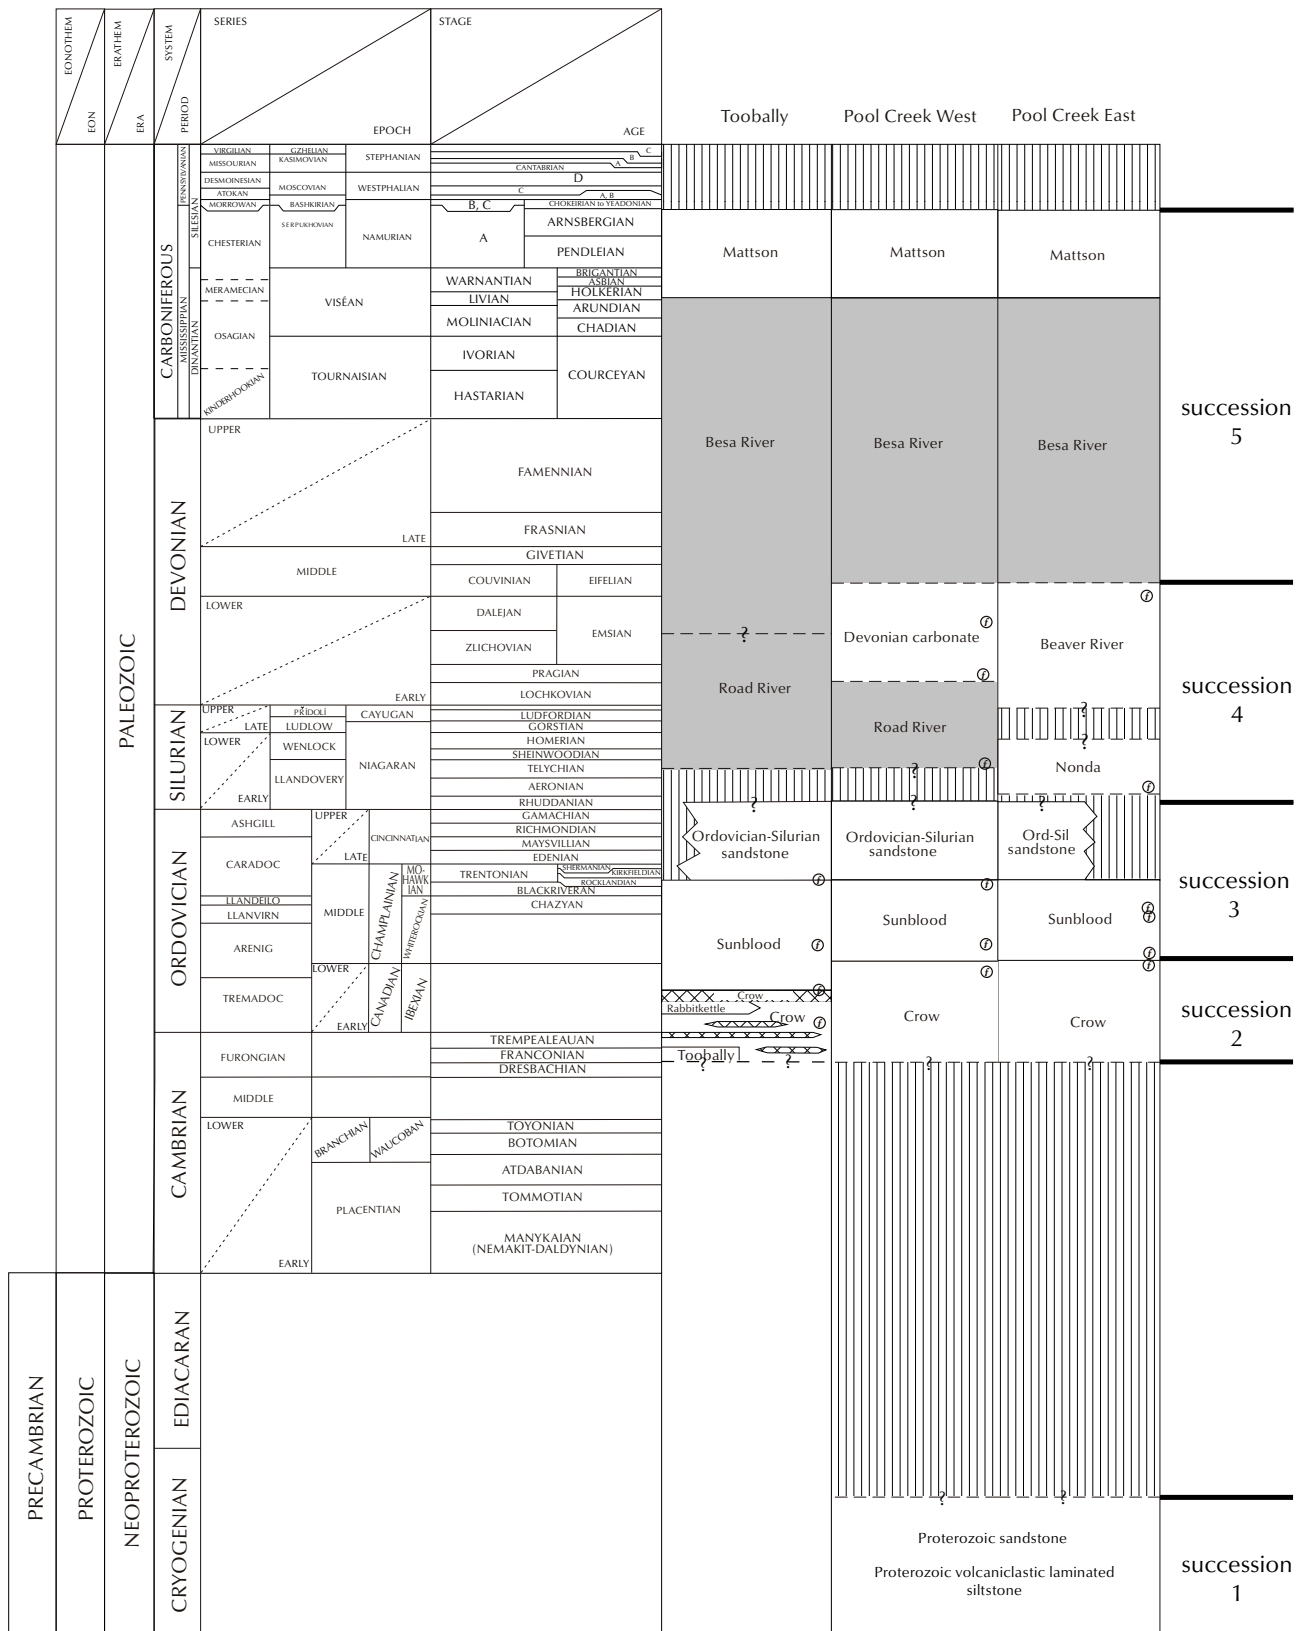 EONOTHEM
EON
ERATHEM
ERA
SYSTEM
PERIOD
SERIES
EPOCH
STAGE
AGE
Toobally
Pool Creek West
Pool Creek East
PALEOZOIC
CARBONIFEROUS
PENNSYLVANIAN
MISSISSIPPIAN
SILESIAN
DINANTIAN
VIRGILIAN
MISSOURIAN
DESMOINESIAN
ATOKAN
MORROWAN
CHESTERIAN
MERAMECIAN
OSAGIAN
KINDERHOOKIAN
GZHELIAN
KASIMOVIAN
MOSCOVIAN
BASHKIRIAN
SERPUKHOVIAN
STEPHANIAN
WESTPHALIAN
NAMURIAN
VISÉAN
TOURNAISIAN
C
B
A
CANTABRIAN
D
C
A, B
B, C
CHOKEIRIAN to YEADONIAN
A
ARNSBERGIAN
PENDLEIAN
WARNANTIAN
LIVIAN
MOLINIACIAN
IVORIAN
HASTARIAN
BRIGANTIAN
ASBIAN
HOLKERIAN
ARUNDIAN
CHADIAN
COURCEYAN
DEVONIAN
UPPER
LATE
MIDDLE
LOWER
EARLY
FAMENNIAN
FRASNIAN
GIVETIAN
COUVINIAN
EIFELIAN
DALEJAN
ZLICHOVIAN
EMSIAN
PRAGIAN
LOCHKOVIAN
SILURIAN
UPPER
LATE
LOWER
EARLY
PŘÍDOLÍ
LUDLOW
WENLOCK
LLANDOVERY
CAYUGAN
NIAGARAN
LUDFORDIAN
GORSTIAN
HOMERIAN
SHEINWOODIAN
TELYCHIAN
AERONIAN
RHUDDANIAN
ORDOVICIAN
ASHGILL
CARADOC
LLANDEILO
LLANVIRN
ARENIG
TREMADOC
UPPER
LATE
MIDDLE
LOWER
EARLY
CINCINNATIAN
CHAMPLAINIAN
MO-
HAWK
IAN
WHITEROCKIAN
CANADIAN
IBEXIAN
GAMACHIAN
RICHMONDIAN
MAYSVILLIAN
EDENIAN
TRENTONIAN
SHERMANIAN
KIRKFIELDIAN
ROCKLANDIAN
BLACKRIVERAN
CHAZYAN
CAMBRIAN
FURONGIAN
MIDDLE
LOWER
EARLY
BRANCHIAN
WAUCOBAN
PLACENTIAN
TREMPEALEAUAN
FRANCONIAN
DRESBACHIAN
TOYONIAN
BOTOMIAN
ATDABANIAN
TOMMOTIAN
MANYKAIAN
(NEMAKIT-DALDYNIAN)
PRECAMBRIAN
PROTEROZOIC
NEOPROTEROZOIC
EDIACARAN
CRYOGENIAN
Mattson
Besa River
?
Road River
?
Ordovician-Silurian
sandstone
f
Sunblood
f
f
Crow
Rabbitkettle
Crow
f
Toobally
?
?
Mattson
Besa River
f
Devonian carbonate
f
Road River
f
?
?
Ordovician-Silurian
sandstone
f
Sunblood
f
f
Crow
?
?
Mattson
Besa River
f
Beaver River
?
?
Nonda
f
?
Ord-Sil
sandstone
f
f
Sunblood
f
f
Crow
?
?
Proterozoic sandstone
Proterozoic volcaniclastic laminated
siltstone
succession
5
succession
4
succession
3
succession
2
succession
1